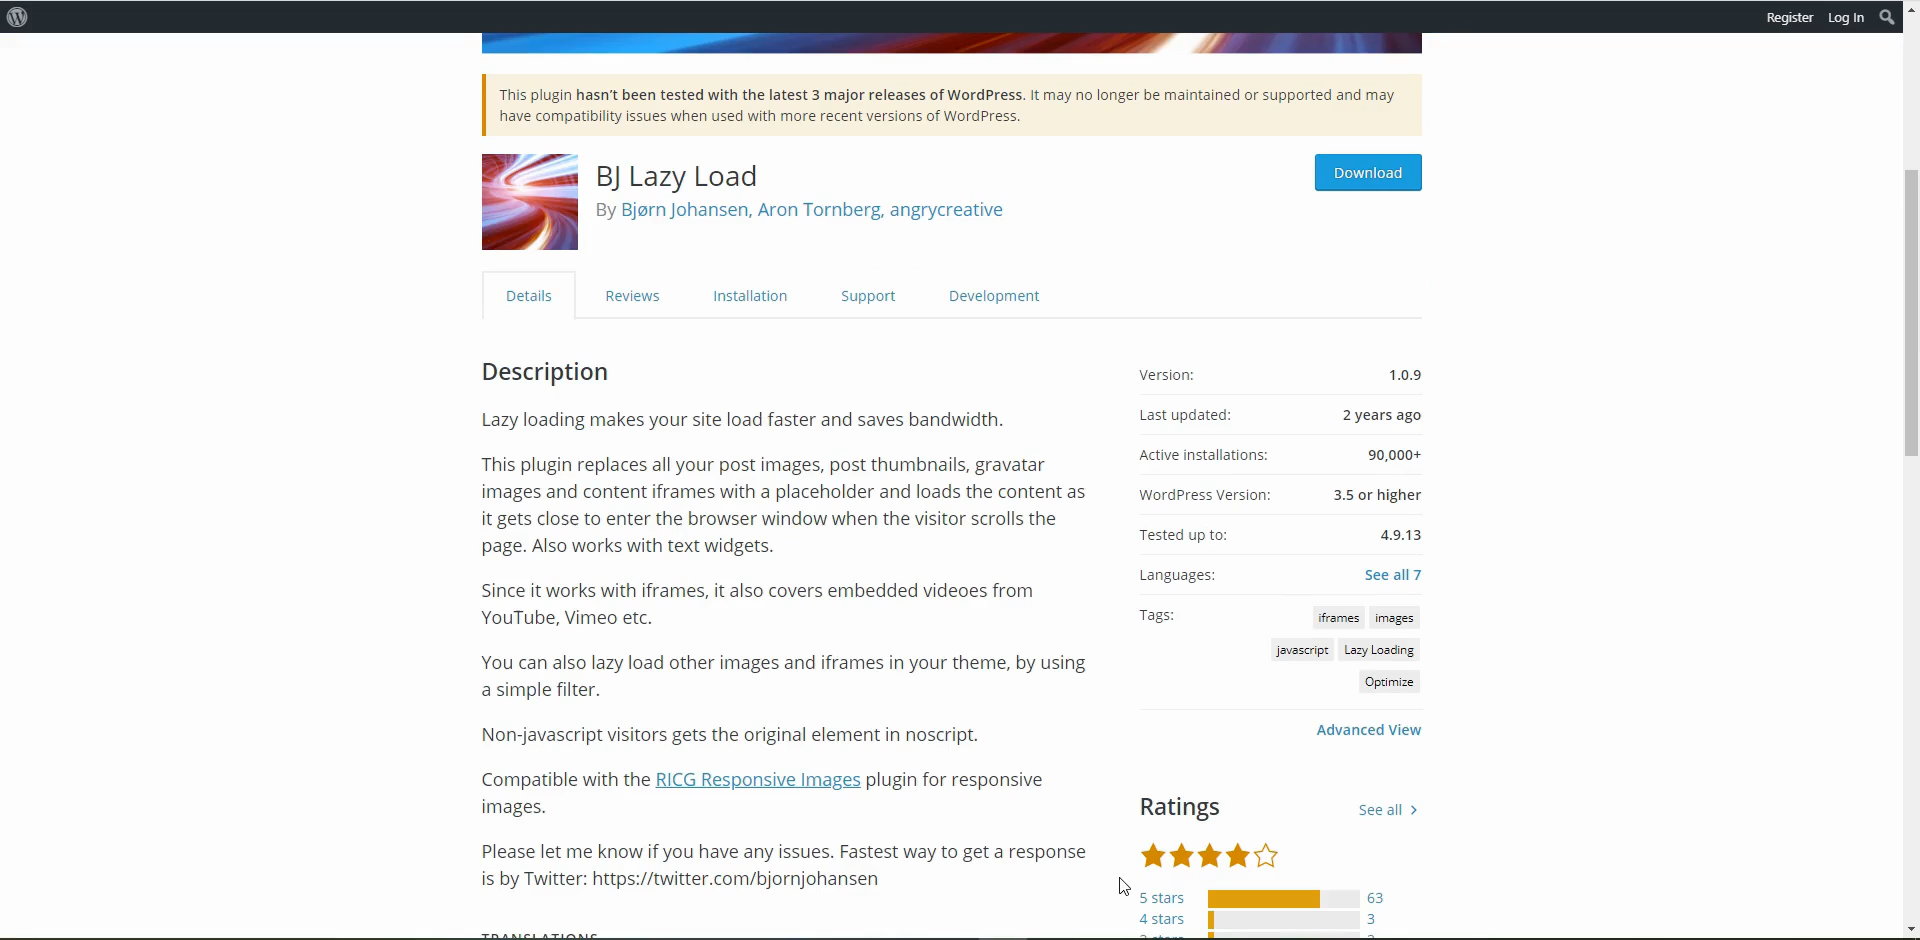 Register Log In
This plugin hasn’t been tested with the latest 3 major releases of WordPress. It may no longer be maintained or supported and may
have compatibility issues when used with more recent versions of WordPress.
BJ Lazy Load
By Bjørn Johansen, Aron Tornberg, angrycreative
Download
Details Reviews Installation Support Development
Description
Lazy loading makes your site load faster and saves bandwidth.
This plugin replaces all your post images, post thumbnails, gravatar
images and content iframes with a placeholder and loads the content as
it gets close to enter the browser window when the visitor scrolls the
page. Also works with text widgets.
Since it works with iframes, it also covers embedded videoes from
YouTube, Vimeo etc.
You can also lazy load other images and iframes in your theme, by using
a simple filter.
Non-javascript visitors gets the original element in noscript.
Compatible with the RICG Responsive Images plugin for responsive
images.
Please let me know if you have any issues. Fastest way to get a response
is by Twitter: https://twitter.com/bjornjohansen
TRANSLATIONS
Version: 1.0.9
Last updated: 2 years ago
Active installations: 90,000+
WordPress Version: 3.5 or higher
Tested up to: 4.9.13
Languages: See all 7
Tags: iframes images
javascript Lazy Loading
Optimize
Advanced View
Ratings See all
5 stars 63
4 stars 3